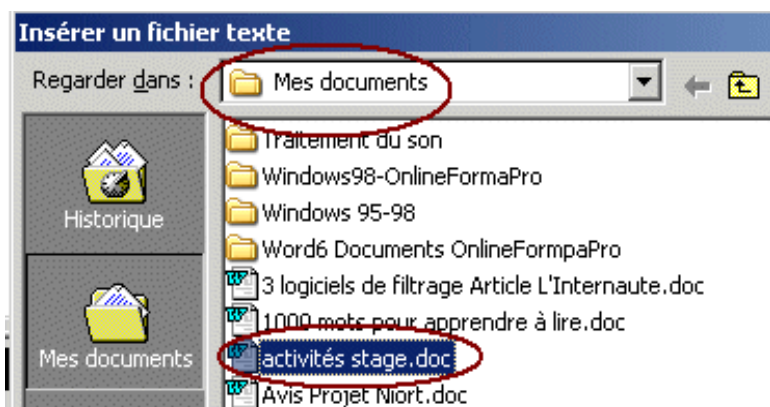 Insérer un fichier texte
Regarder dans :
Mes documents
Historique
Mes documents
Traitement du son
Windows98-OnlineFormaPro
Windows 95-98
Word6 Documents OnlineFormpaPro
3 logiciels de filtrage Article L'Internaute.doc
1000 mots pour apprendre à lire.doc
activités stage.doc
Avis Projet Niort.doc